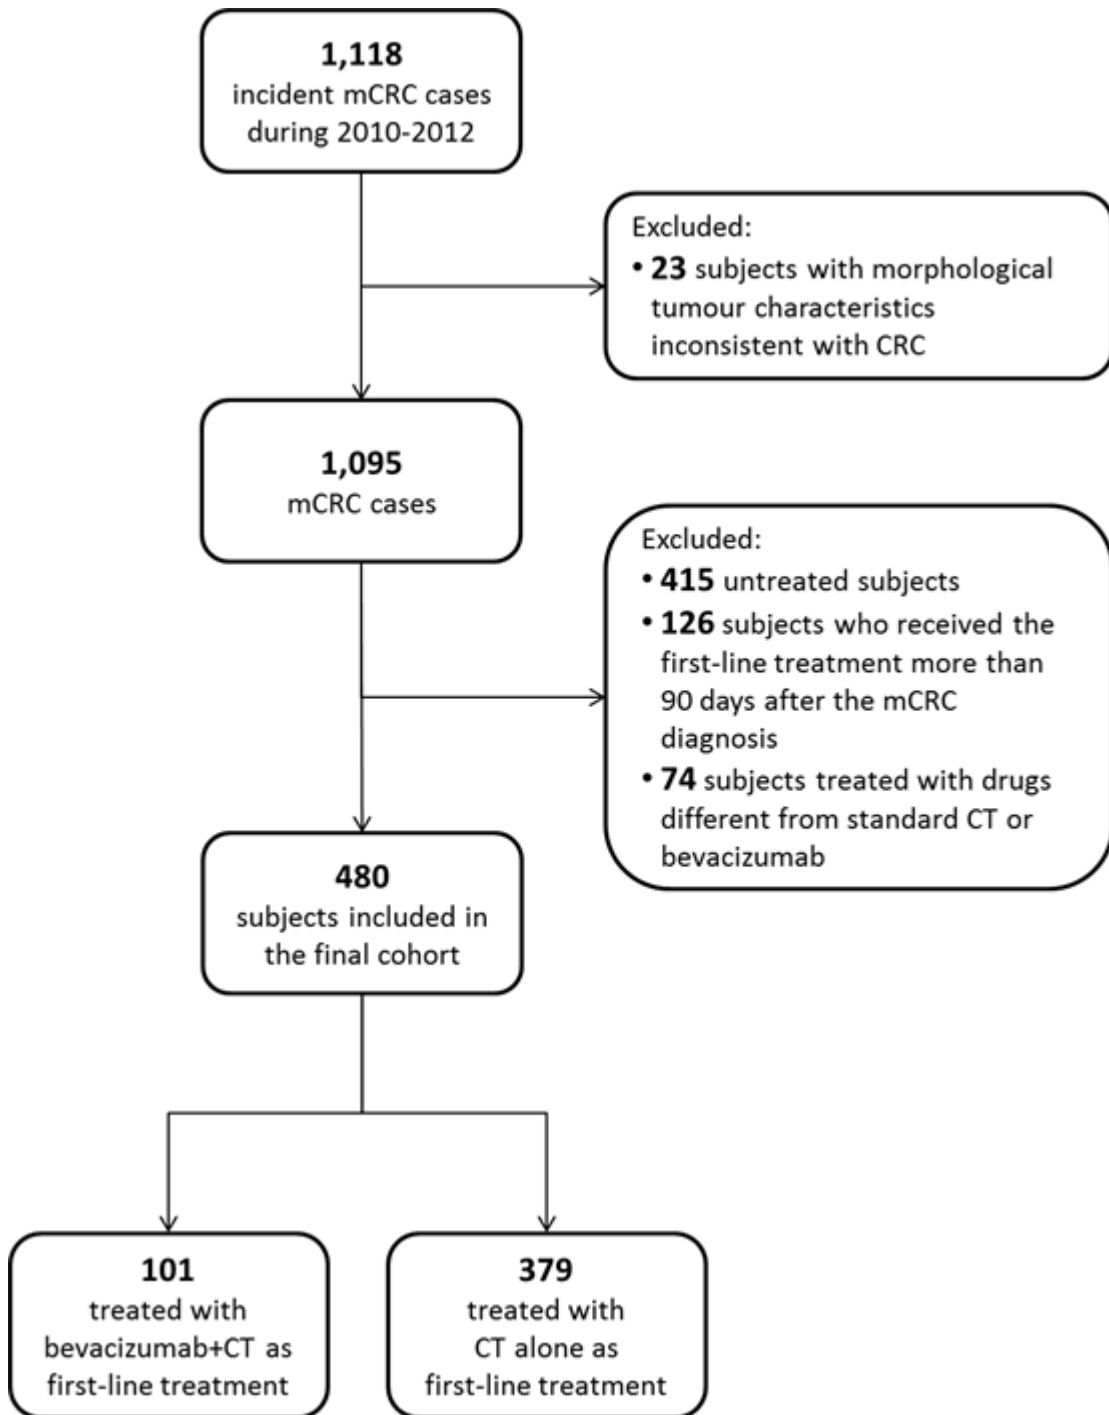 1,118
incident mCRC cases
during 2010-2012
Excluded:
• 23 subjects with morphological
tumour characteristics
inconsistent with CRC
1,095
mCRC cases
Excluded:
• 415 untreated subjects
• 126 subjects who received the
first-line treatment more than
90 days after the mCRC
diagnosis
• 74 subjects treated with drugs
different from standard CT or
bevacizumab
480
subjects included in
the final cohort
101
treated with
bevacizumab+CT as
first-line treatment
379
treated with
CT alone as
first-line treatment